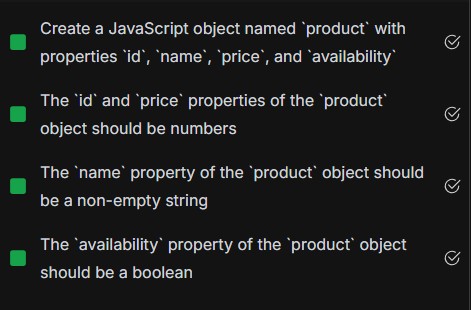 Create a JavaScript object named `product` with
properties `id`, `name`, `price`, and `availability`
The `id` and `price` properties of the `product`
object should be numbers
The `name` property of the `product` object should
be a non-empty string
The `availability` property of the `product` object
should be a boolean